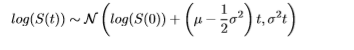 log(S(t)) ∼ 𝒩(log(S(0)) + (μ − ½σ²)t, σ²t)